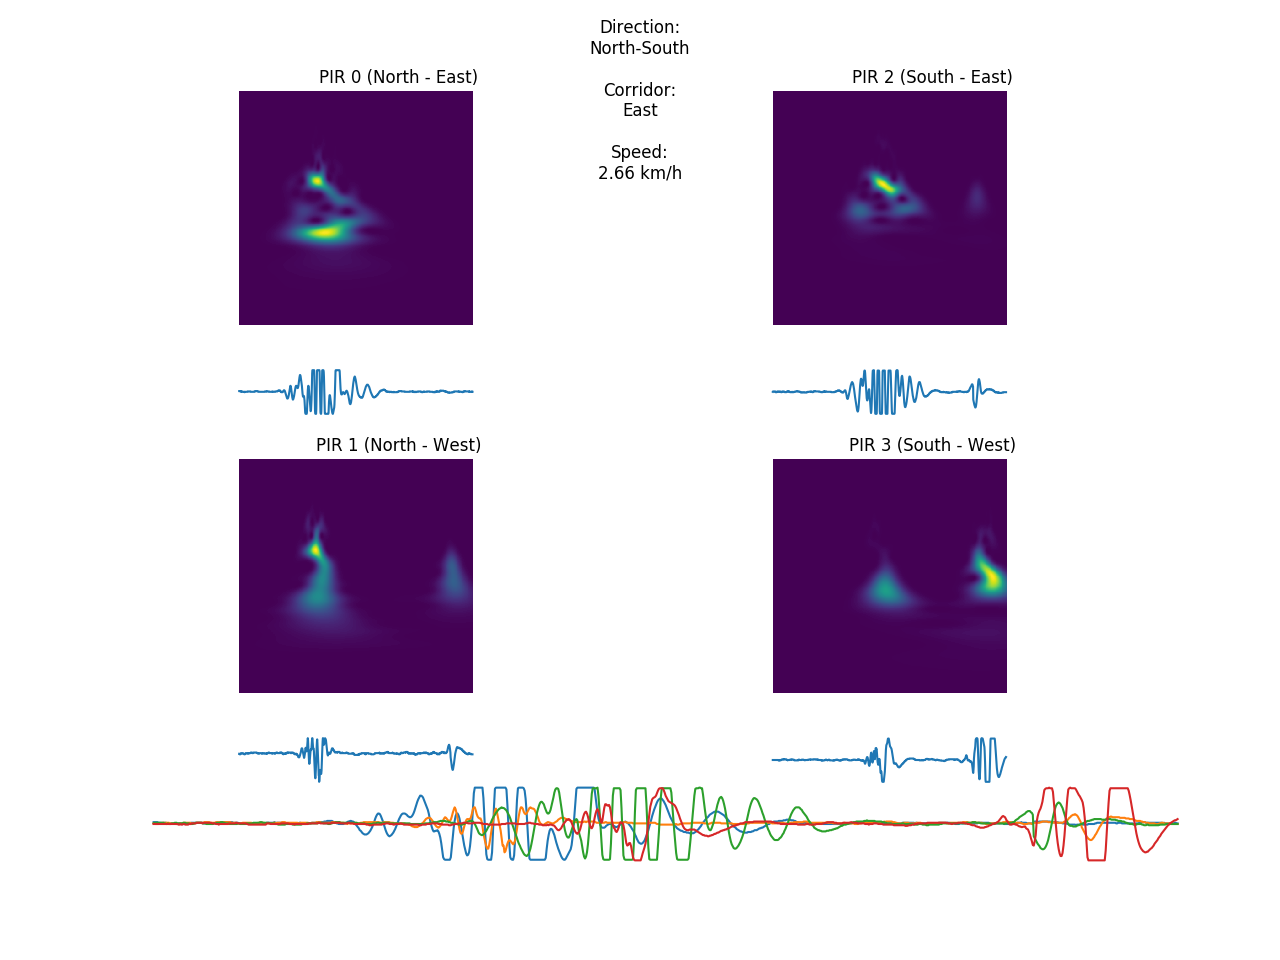 Direction:
North-South
Corridor:
East
Speed:
2.66 km/h
PIR 0 (North - East)
PIR 2 (South - East)
PIR 1 (North - West)
PIR 3 (South - West)